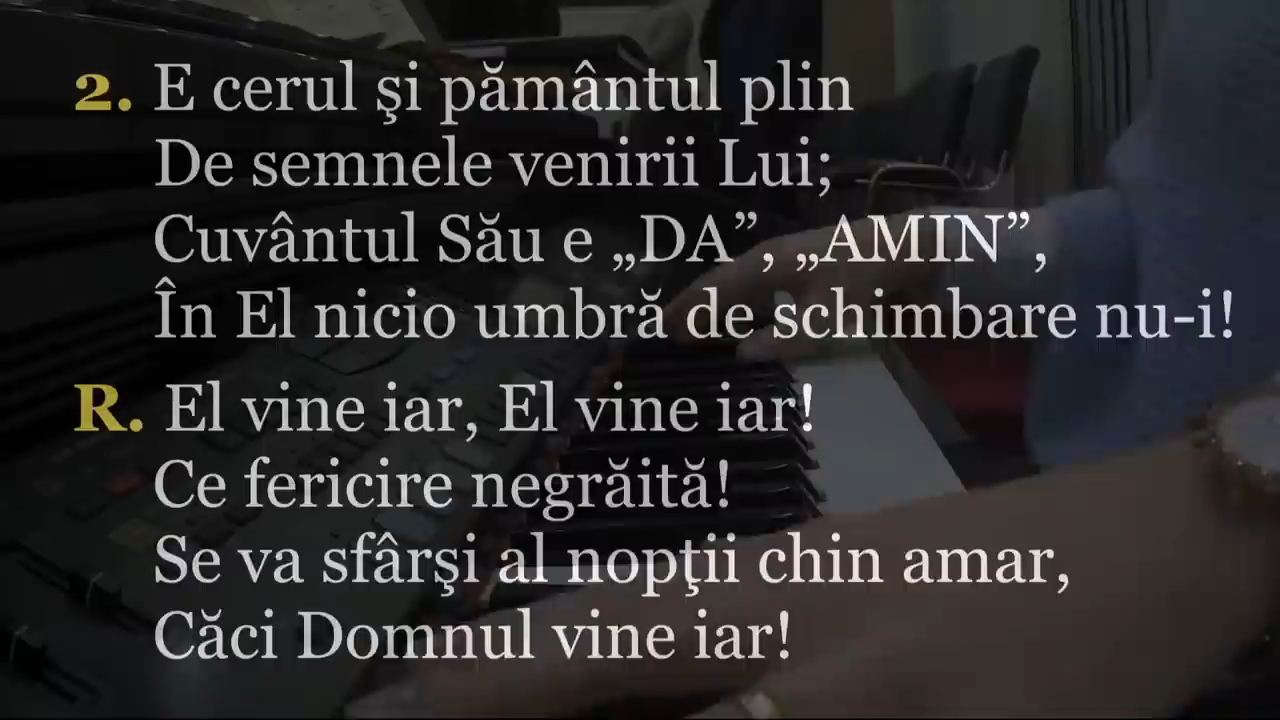 2. E cerul şi pământul plin
De semnele venirii Lui;
Cuvântul Său e „DA”, „AMIN”,
În El nicio umbră de schimbare nu-i!
R. El vine iar, El vine iar!
Ce fericire negrăită!
Se va sfârşi al nopţii chin amar,
Căci Domnul vine iar!